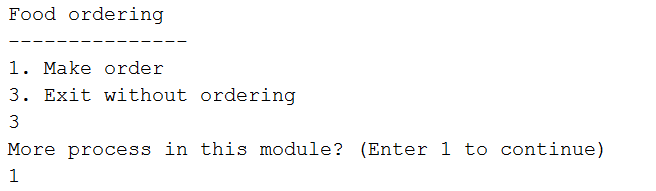 Food ordering
---------------
1. Make order
3. Exit without ordering
3
More process in this module? (Enter 1 to continue)
1